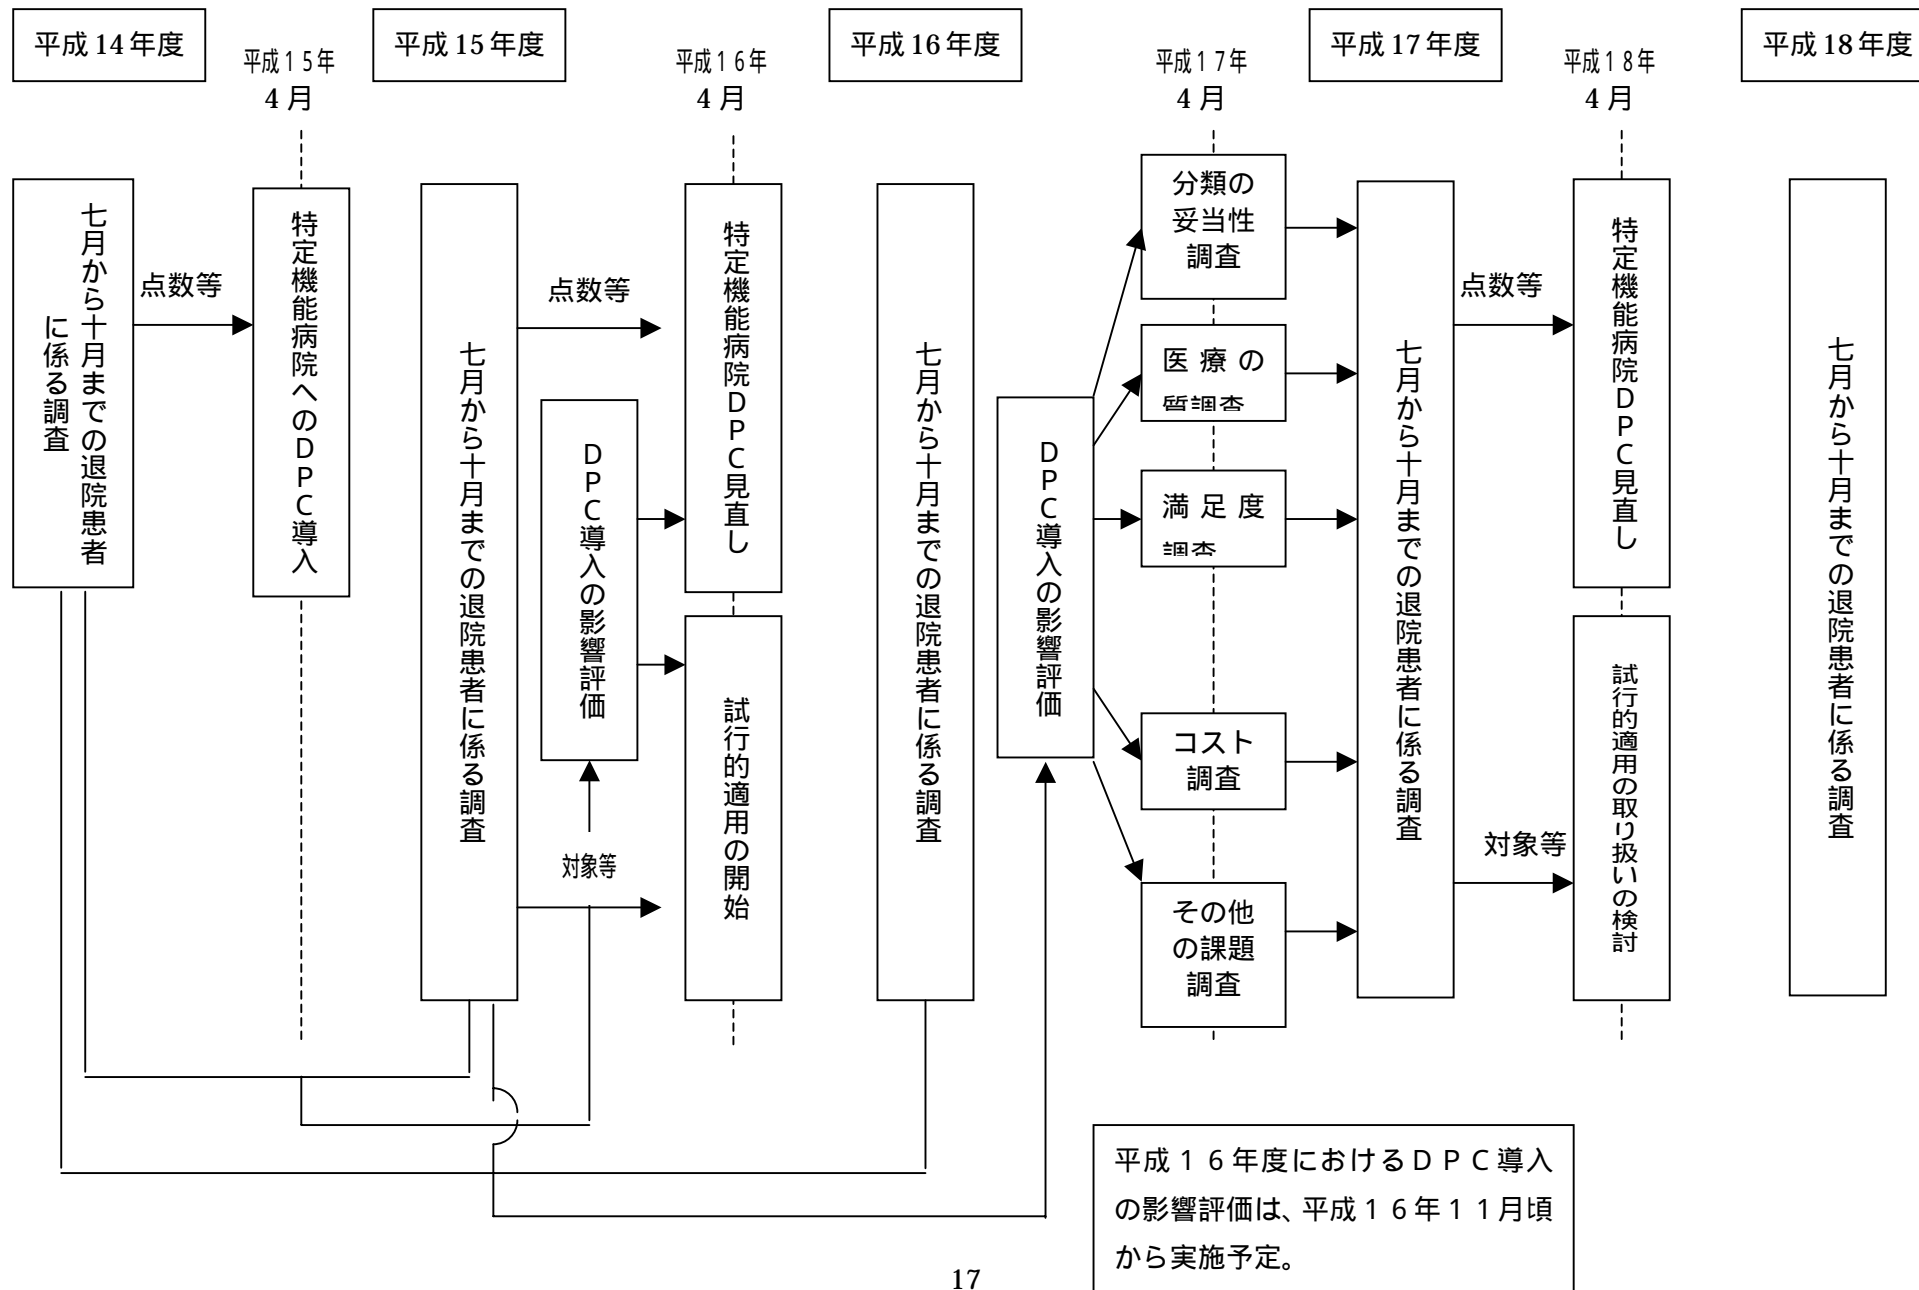 平成14年度
平成15年
4月
平成15年度
平成16年
4月
平成16年度
平成17年
4月
平成17年度
平成18年
4月
平成18年度
七月から十月までの退院患者
に係る調査
点数等
特定機能病院へのDPC導入
七月から十月までの退院患者に係る調査
点数等
DPC導入の影響評価
対象等
特定機能病院DPC見直し
試行的適用の開始
七月から十月までの退院患者に係る調査
DPC導入の影響評価
分類の
妥当性
調査
医療の
質調査
満足度
調査
コスト
調査
その他
の課題
調査
七月から十月までの退院患者に係る調査
点数等
対象等
特定機能病院DPC見直し
試行的適用の取り扱いの検討
七月から十月までの退院患者に係る調査
平成16年度におけるDPC導入
の影響評価は、平成16年11月頃
から実施予定。
17